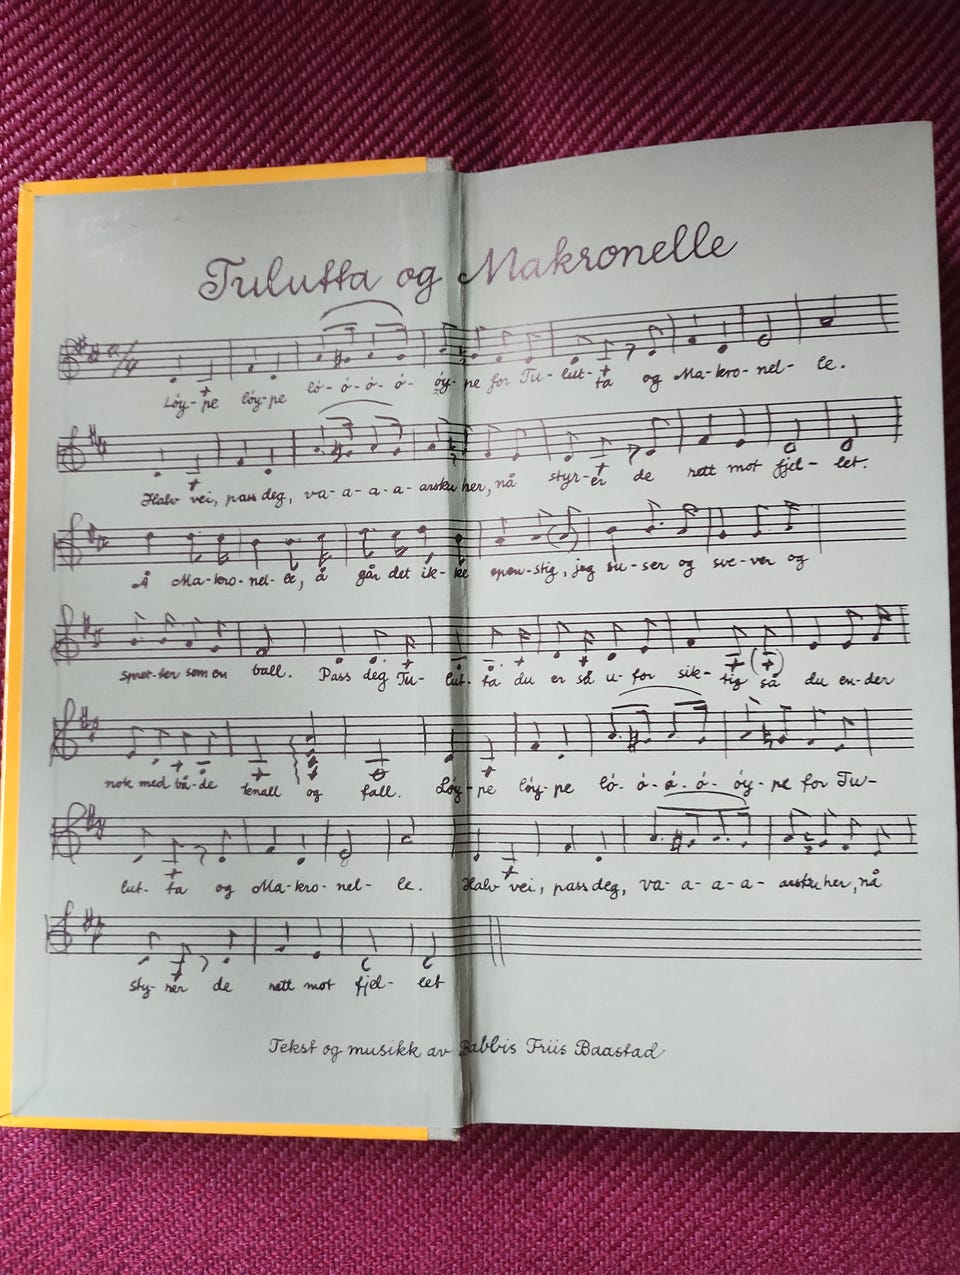 Tulutta og Makronelle
2/4
Løy- pe løy-pe lø- ø- ø- ø- øy- pe for Tu- lut- ta og Ma-kro- nel- le.
Halv vei, pass deg, va- a- a- a- arsku her, nå styr- er de rett mot fjel- let.
Å Ma-kro-nel- le, å går det ik- ke open-stig, jeg su- ser og sve-ver og
spret-ter som en ball. Pass deg Tu- lut- ta du er så u- for sik- tig så du en-der
nok med bå-de knall og fall. Løy-pe løy-pe lø- ø- ø- ø- øy- pe for Tu-
lut- ta og Ma-kro- nel- le. Halv vei, pass deg, va- a- a- a- arsku her, nå
sty- rer de rett mot fjel- let
Tekst og musikk av Babbis Friis Baastad